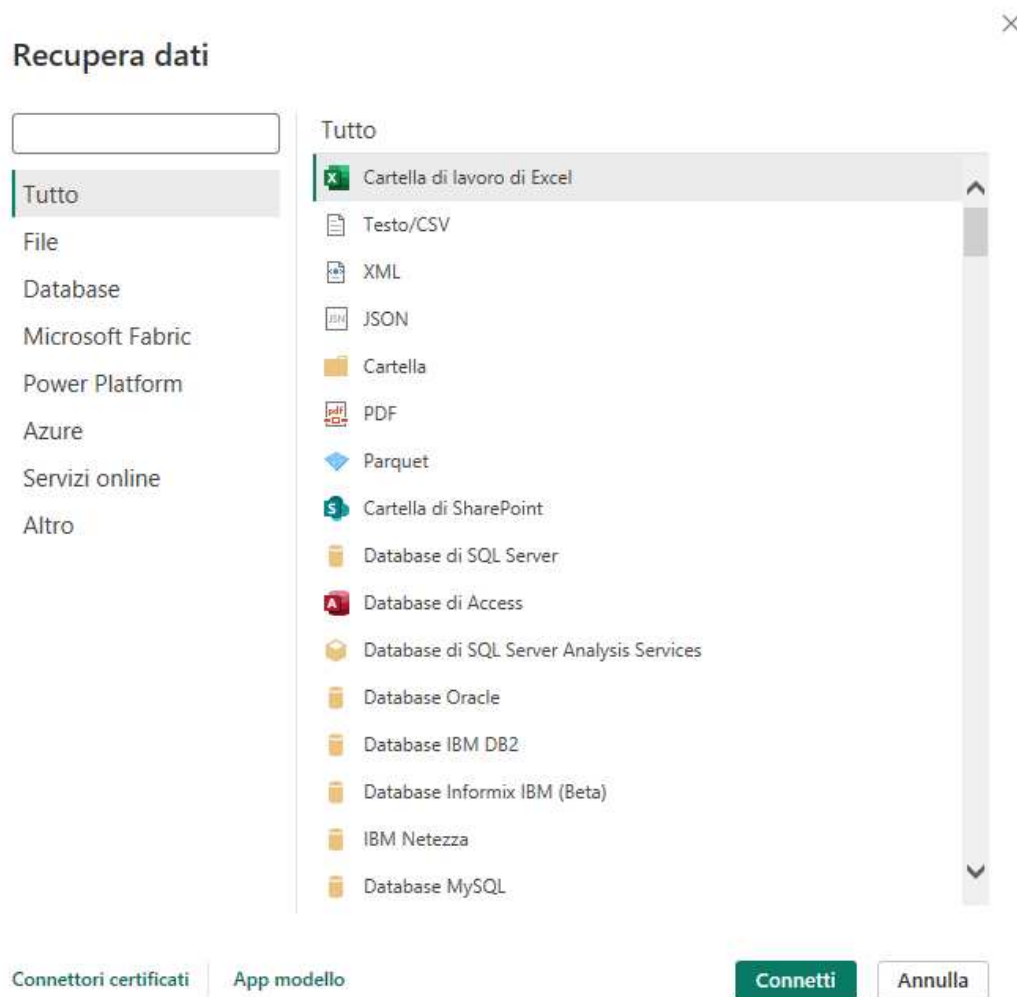 Recupera dati
Tutto
File
Database
Microsoft Fabric
Power Platform
Azure
Servizi online
Altro
Tutto
Cartella di lavoro di Excel
Testo/CSV
XML
JSON
Cartella
PDF
Parquet
Cartella di SharePoint
Database di SQL Server
Database di Access
Database di SQL Server Analysis Services
Database Oracle
Database IBM DB2
Database Informix IBM (Beta)
IBM Netezza
Database MySQL
Connettori certificati
App modello
Connetti
Annulla